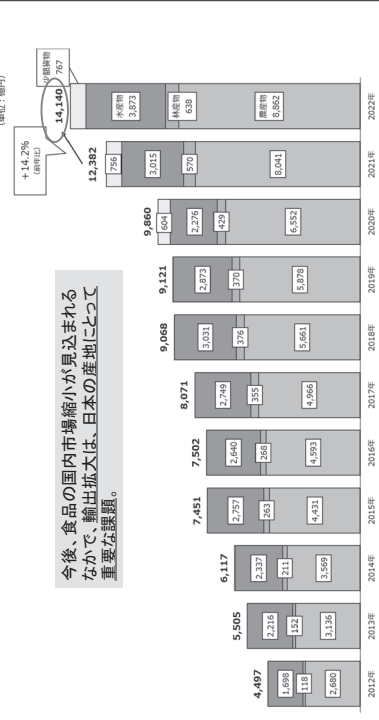 (単位：億円)
+14.2%
(前年比)
少額貨物
767
14,140
水産物
3,873
林産物
638
農産物
8,862
2022年
12,382
756
3,015
570
8,041
2021年
9,860
604
2,276
429
6,552
2020年
9,121
2,873
370
5,878
2019年
9,068
3,031
376
5,661
2018年
8,071
2,749
355
4,966
2017年
7,502
2,640
268
4,593
2016年
7,451
2,757
263
4,431
2015年
6,117
2,337
211
3,569
2014年
5,505
2,216
152
3,136
2013年
4,497
1,698
118
2,680
2012年
今後、食品の国内市場縮小が見込まれる
なかで、輸出拡大は、日本の産地にとって
重要な課題。